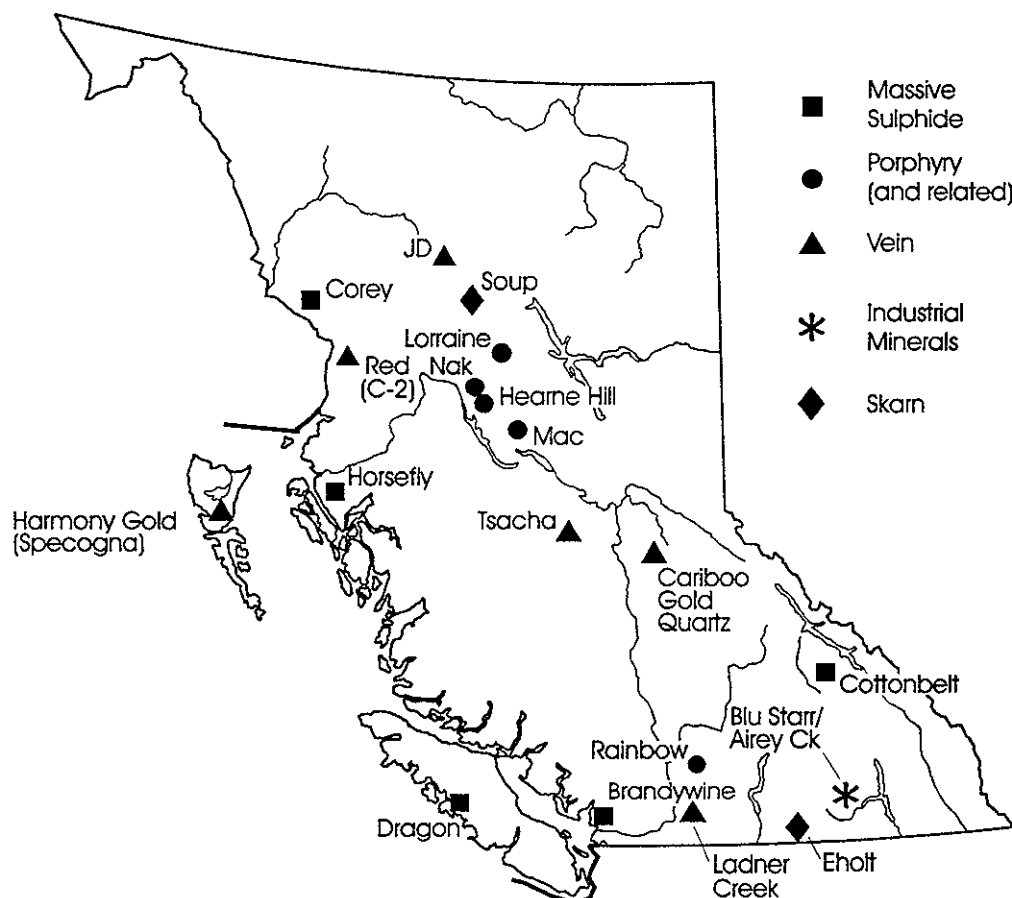 Massive
Sulphide
Porphyry
(and related)
Vein
Industrial
Minerals
Skarn
JD
Soup
Corey
Lorraine
Red
(C-2)
Nak
Hearne Hill
Mac
Horsefly
Harmony Gold
(Specogna)
Tsacha
Cariboo
Gold
Quartz
Cottonbelt
Blu Starr/
Airey Ck
Rainbow
Brandywine
Dragon
Ladner
Creek
Eholt